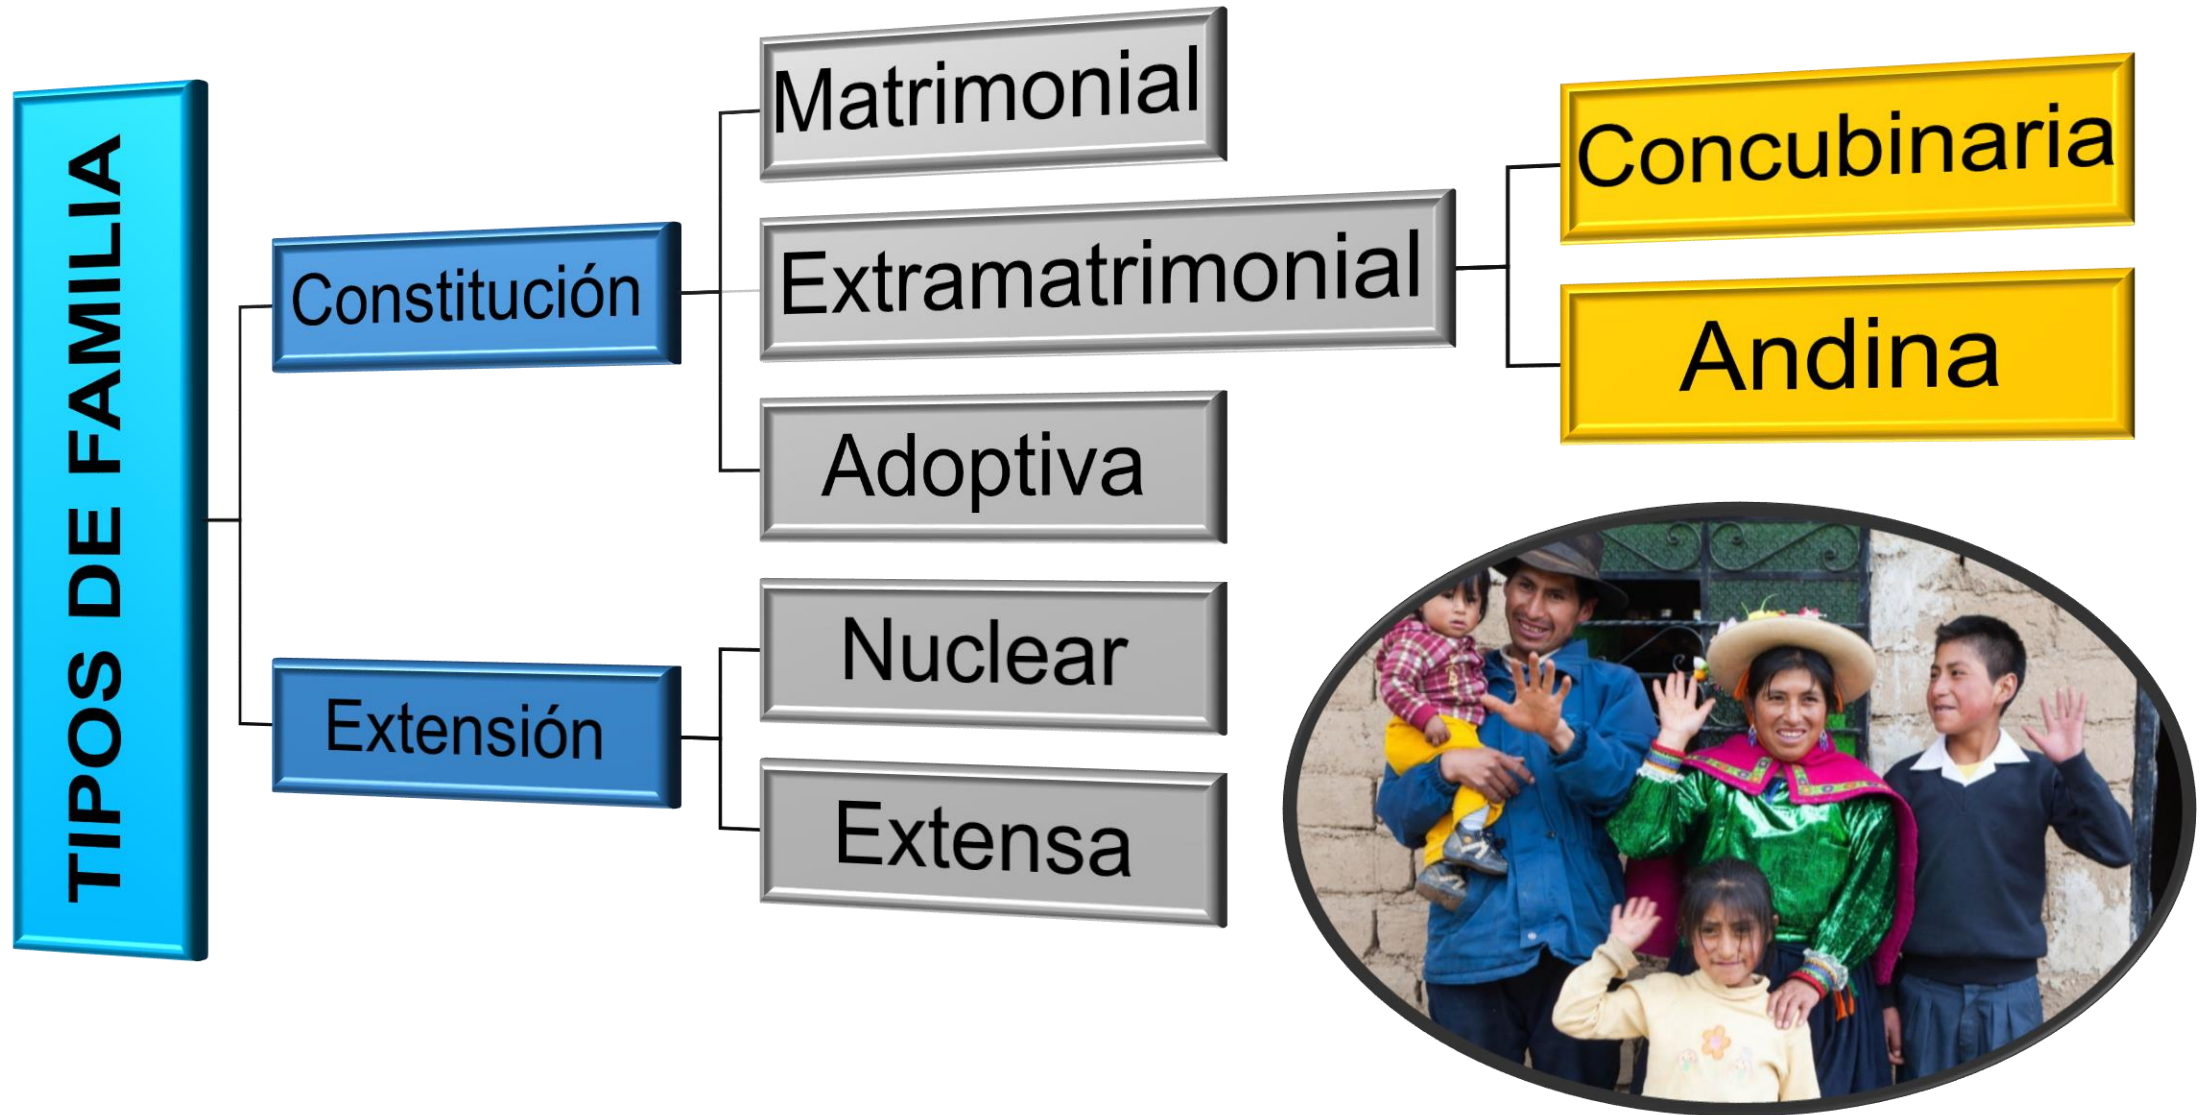 TIPOS DE FAMILIA
Constitución
Matrimonial
Extramatrimonial
Concubinaria
Andina
Adoptiva
Extensión
Nuclear
Extensa